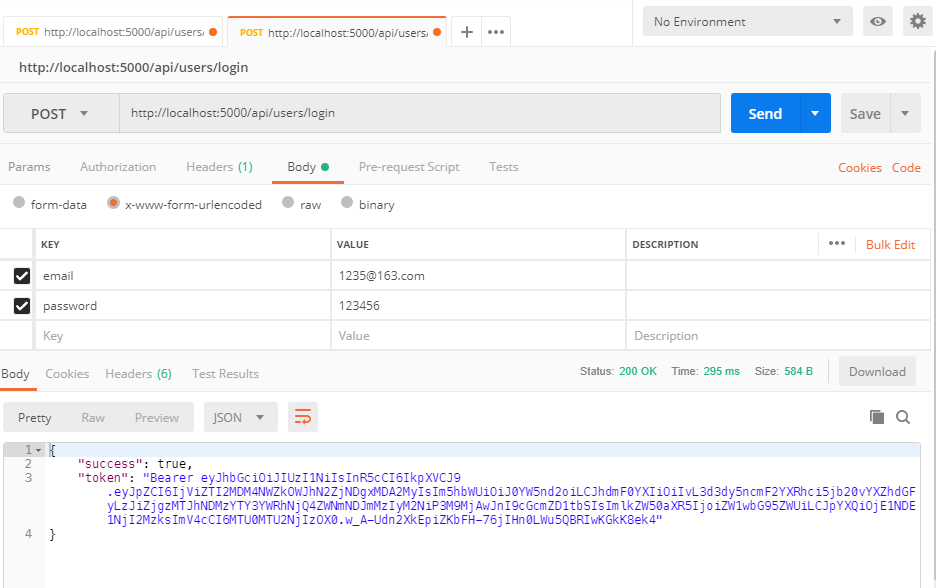 POST http://localhost:5000/api/users/ POST http://localhost:5000/api/users/ No Environment
http://localhost:5000/api/users/login
POST http://localhost:5000/api/users/login Send Save
Params Authorization Headers (1) Body Pre-request Script Tests Cookies Code
form-data x-www-form-urlencoded raw binary
KEY VALUE DESCRIPTION Bulk Edit
email 1235@163.com
password 123456
Key Value Description
Body Cookies Headers (6) Test Results Status: 200 OK Time: 295 ms Size: 584 B Download
Pretty Raw Preview JSON
1 {
2 "success": true,
3 "token": "Bearer eyJhbGciOiJIUzI1NiIsInR5cCI6IkpXVCJ9
.eyJpZCI6IjViZTI2MDM4NWZkOWJhN2ZjNDgxMDA2MyIsIm5hbWUiOiJ0YW5nd2oiLCJhdmF0YXIiOiIvL3d3dy5ncmF2YXRhci5jb20vYXZhdGF
yLzJiZjgzMTJhNDMzYTY3YWRhNjQ4ZWNmNDJmMzIyM2NiP3M9MjAwJnI9cGcmZD1tbSIsImlkZW50aXR5IjoiZW1wbG95ZWUiLCJpYXQiOjE1NDE
1NjI2MzksImV4cCI6MTU0MTU2NjIzOX0.w_A-Udn2XkEpiZKbFH-76jIHn0LWu5QBRIwKGkK8ek4"
4 }